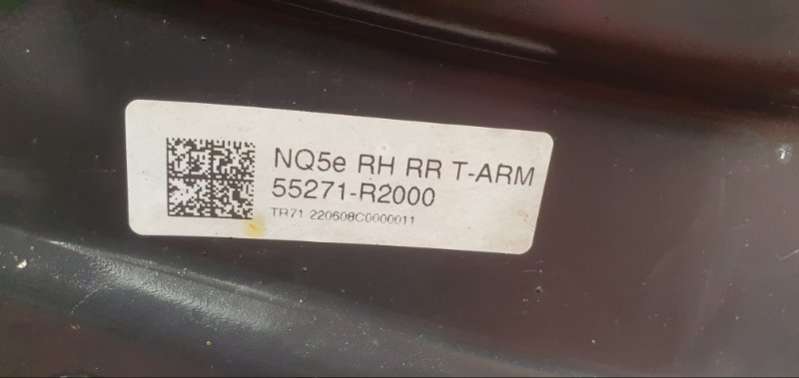 NQ5e RH RR T-ARM
55271-R2000
TR71 220608C0000011